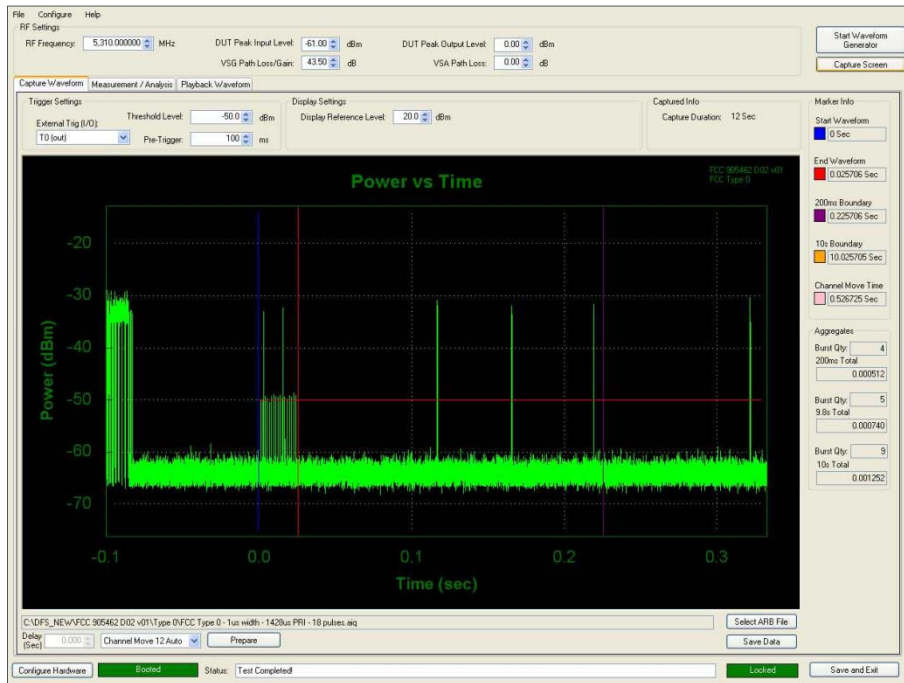 File Configure Help
RF Settings
RF Frequency: 5,310.000000 MHz DUT Peak Input Level: -61.00 dBm DUT Peak Output Level: 0.00 dBm
VSG Path Loss/Gain: 43.50 dB VSA Path Loss: 0.00 dB
Start Waveform
Generator
Capture Screen
Capture Waveform Measurement / Analysis Playback Waveform
Trigger Settings
External Trig (I/O): Threshold Level: -50.0 dBm
T0 (out) Pre-Trigger: 100 ms
Display Settings
Display Reference Level: 20.0 dBm
Captured Info
Capture Duration: 12 Sec
Power vs Time
FCC 905462 D02 v01
FCC Type 0
Power (dBm)
-20
-30
-40
-50
-60
-70
-0.1 0.0 0.1 0.2 0.3
Time (sec)
Marker Info
Start Waveform
0 Sec
End Waveform
0.025706 Sec
200ms Boundary
0.225706 Sec
10s Boundary
10.025705 Sec
Channel Move Time
0.526725 Sec
Aggregates
Burst Qty: 4
200ms Total
0.000512
Burst Qty: 5
9.8s Total
0.000740
Burst Qty: 9
10s Total
0.001252
C:\DFS_NEW\FCC 905462 D02 v01\Type 0\FCC Type 0 - 1us width - 1428us PRI - 18 pulses.aiq
Select ARB File
Delay
(Sec) 0.000 Channel Move 12 Auto Prepare
Save Data
Configure Hardware Booted Status: Test Completed! Locked Save and Exit